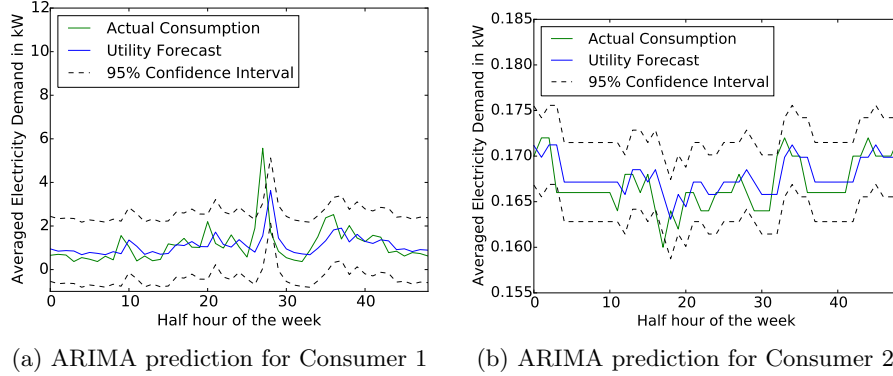 Averaged Electricity Demand in kW
12
10
8
6
4
2
0
0
10
20
30
40
Half hour of the week
Actual Consumption
Utility Forecast
95% Confidence Interval
(a) ARIMA prediction for Consumer 1
Averaged Electricity Demand in kW
0.185
0.180
0.175
0.170
0.165
0.160
0.155
0
10
20
30
40
Half hour of the week
Actual Consumption
Utility Forecast
95% Confidence Interval
(b) ARIMA prediction for Consumer 2